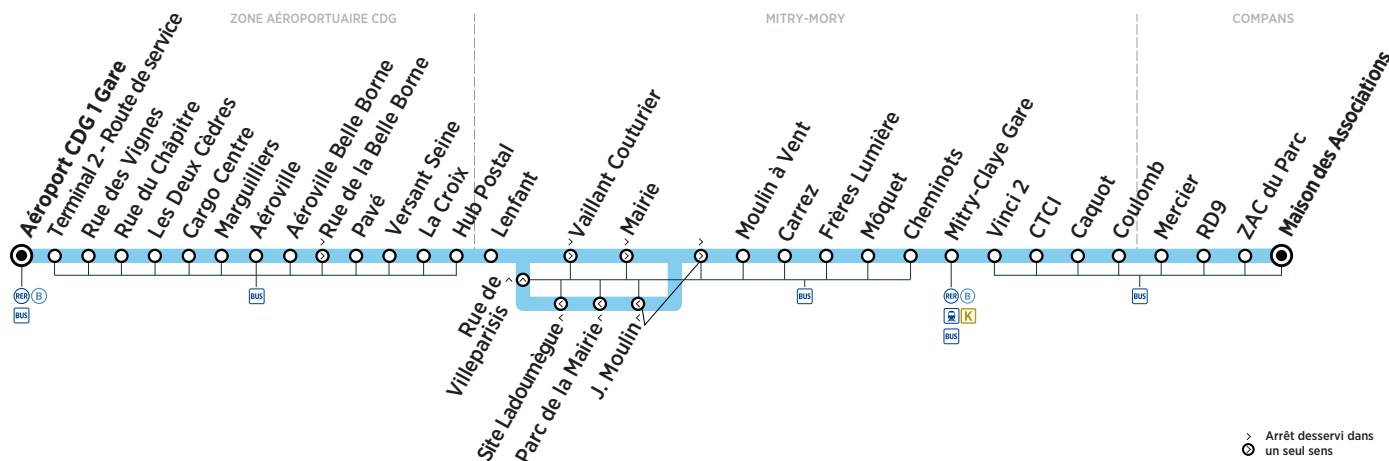 ZONE AÉROPORTUAIRE CDG
MITRY-MORY
COMPANS
Aéroport CDG 1 Gare
Terminal 2 - Route de service
Rue des Vignes
Rue du Châpitre
Les Deux Cèdres
Cargo Centre
Marguilliers
Aéroville
Aéroville Belle Borne
Rue de la Belle Borne
Pavé
Versant Seine
La Croix
Hub Postal
Lenfant
Vaillant Couturier
Mairie
Moulin à Vent
Carrez
Frères Lumière
Môquet
Cheminots
Mitry-Claye Gare
Vinci 2
CTCI
Caquot
Coulomb
Mercier
RD9
ZAC du Parc
Maison des Associations
Rue de
Villeparisis
Site Ladoumègue
Parc de la Mairie
J. Moulin
RER B
BUS
BUS
BUS
RER B
K
BUS
BUS
Arrêt desservi dans
un seul sens